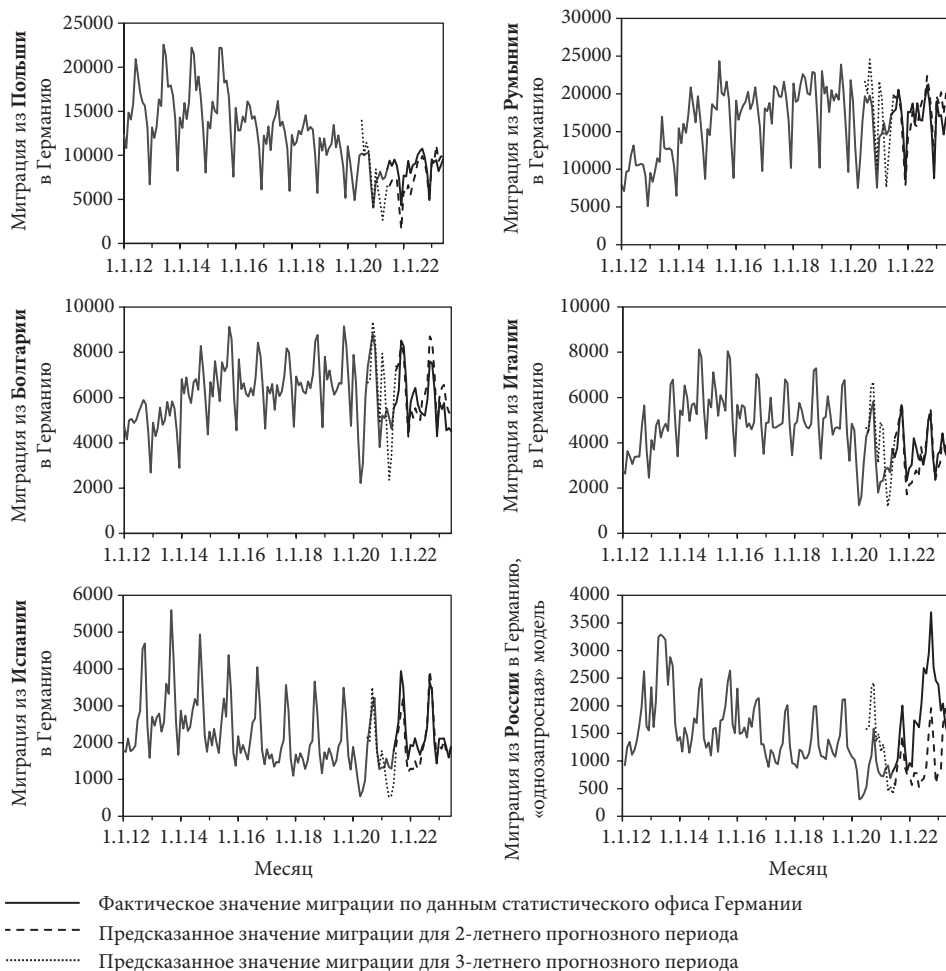 Миграция из Польши
в Германию
25000
20000
15000
10000
5000
0
1.1.12 1.1.14 1.1.16 1.1.18 1.1.20 1.1.22
Миграция из Румынии
в Германию
30000
25000
20000
15000
10000
5000
0
1.1.12 1.1.14 1.1.16 1.1.18 1.1.20 1.1.22
Миграция из Болгарии
в Германию
10000
8000
6000
4000
2000
0
1.1.12 1.1.14 1.1.16 1.1.18 1.1.20 1.1.22
Миграция из Италии
в Германию
10000
8000
6000
4000
2000
0
1.1.12 1.1.14 1.1.16 1.1.18 1.1.20 1.1.22
Миграция из Испании
в Германию
6000
5000
4000
3000
2000
1000
0
1.1.12 1.1.14 1.1.16 1.1.18 1.1.20 1.1.22
Месяц
Миграция из России в Германию,
«однозапросная» модель
4000
3500
3000
2500
2000
1500
1000
500
0
1.1.12 1.1.14 1.1.16 1.1.18 1.1.20 1.1.22
Месяц
Фактическое значение миграции по данным статистического офиса Германии
Предсказанное значение миграции для 2-летнего прогнозного периода
Предсказанное значение миграции для 3-летнего прогнозного периода